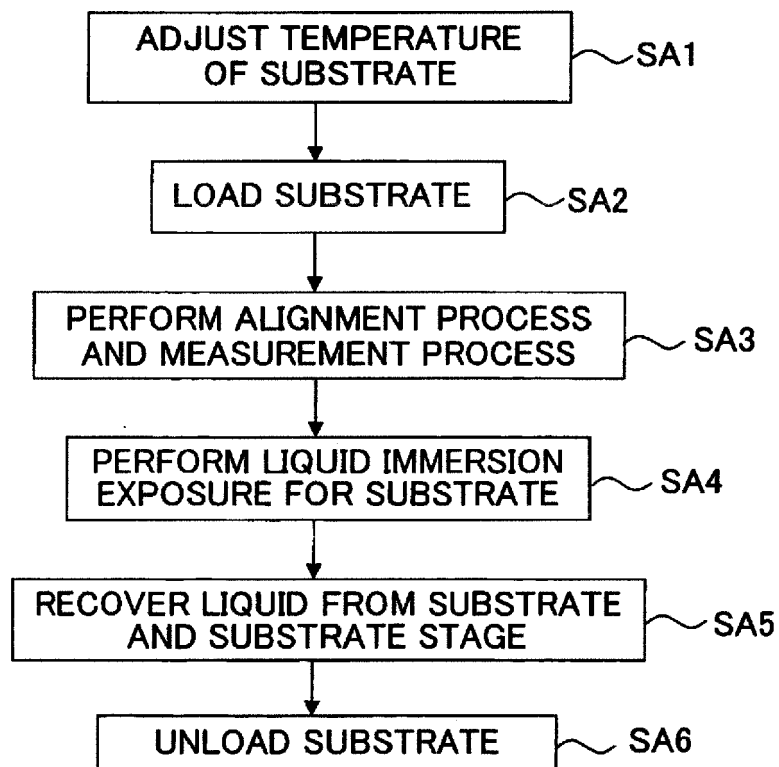 ADJUST TEMPERATURE
OF SUBSTRATE
SA1
LOAD SUBSTRATE
SA2
PERFORM ALIGNMENT PROCESS
AND MEASUREMENT PROCESS
SA3
PERFORM LIQUID IMMERSION
EXPOSURE FOR SUBSTRATE
SA4
RECOVER LIQUID FROM SUBSTRATE
AND SUBSTRATE STAGE
SA5
UNLOAD SUBSTRATE
SA6